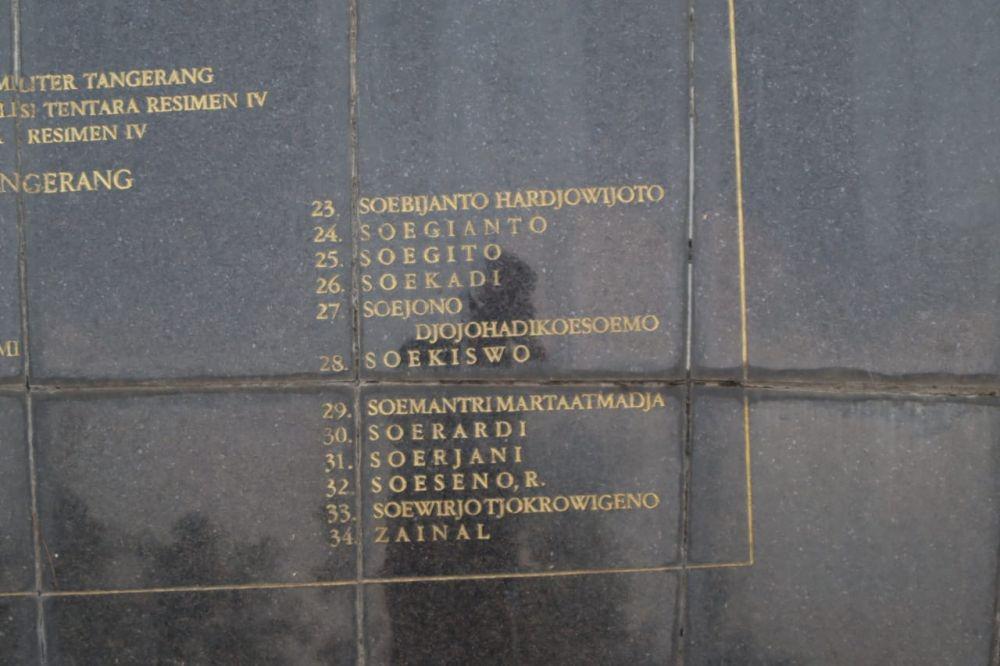 MILITER TANGERANG
TENTARA RESIMEN IV
RESIMEN IV
TANGERANG
23. SOEBIJANTO HARDJOWIJOTO
24. SOEGIANTO
25. SOEGITO
26. SOEKADI
27. SOEJONO
DJOJOHADIKOESOEMO
28. SOEKISWO
29. SOEMANTRI MARTAATMADJA
30. SOERARDI
31. SOERJANI
32. SOESENO, R.
33. SOEWIRJO TJOKROWIGENO
34. ZAINAL